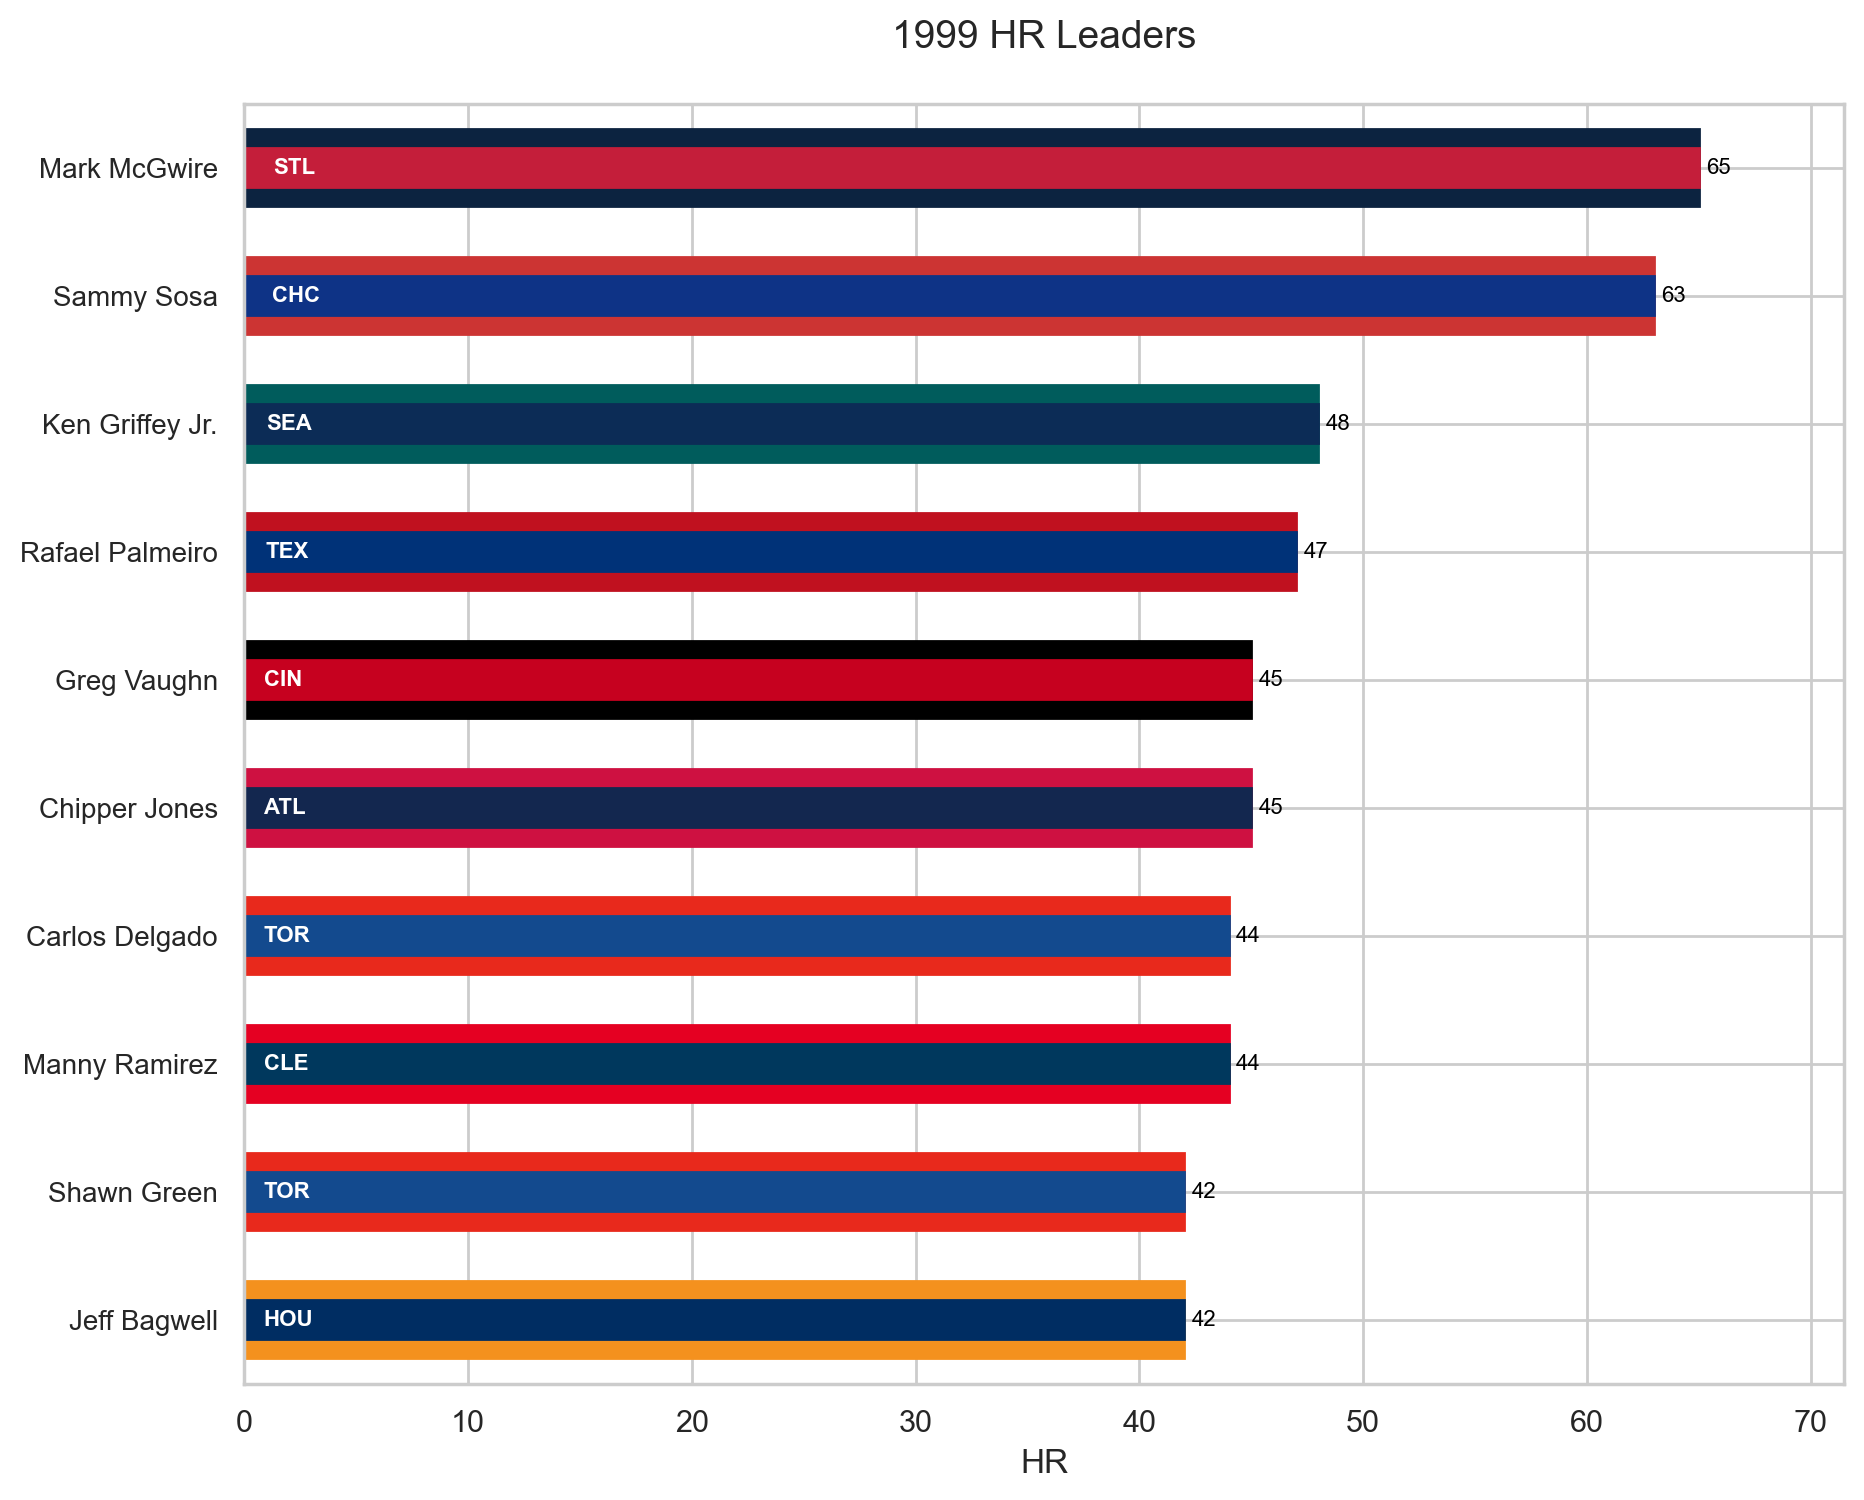 1999 HR Leaders
Mark McGwire STL 65
Sammy Sosa CHC 63
Ken Griffey Jr. SEA 48
Rafael Palmeiro TEX 47
Greg Vaughn CIN 45
Chipper Jones ATL 45
Carlos Delgado TOR 44
Manny Ramirez CLE 44
Shawn Green TOR 42
Jeff Bagwell HOU 42
0 10 20 30 40 50 60 70
HR